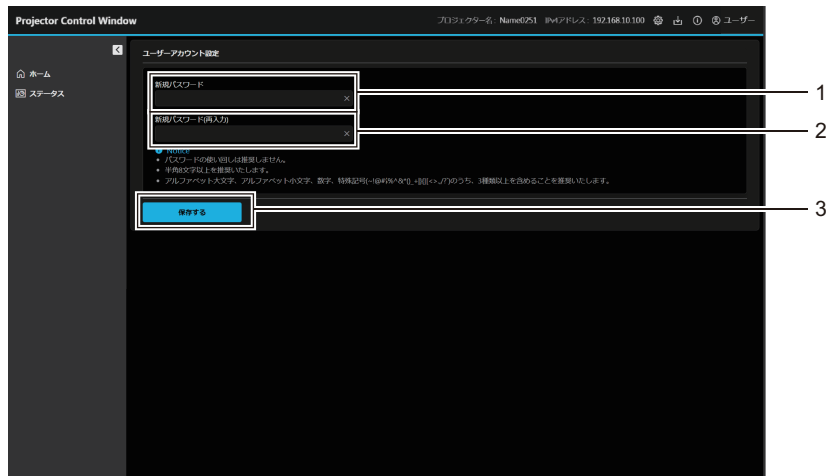 Projector Control Window
プロジェクター名: Name0251 IPv4アドレス: 192.168.10.100 ユーザー
ユーザーアカウント設定
ホーム
ステータス
新規パスワード
1
新規パスワード(再入力)
2
Notice
• パスワードの使い回しは推奨しません。
• 半角8文字以上を推奨いたします。
• アルファベット大文字、アルファベット小文字、数字、特殊記号のうち、3種類以上を含めることを推奨いたします。
保存する
3